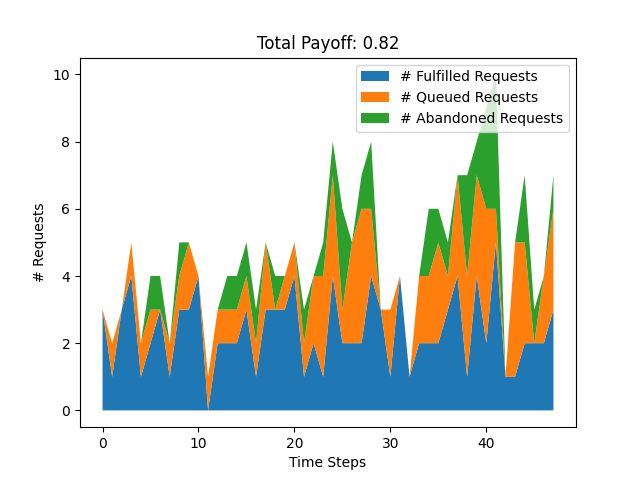 Total Payoff: 0.82
# Fulfilled Requests
# Queued Requests
# Abandoned Requests
10
8
6
4
2
0
# Requests
0 10 20 30 40
Time Steps